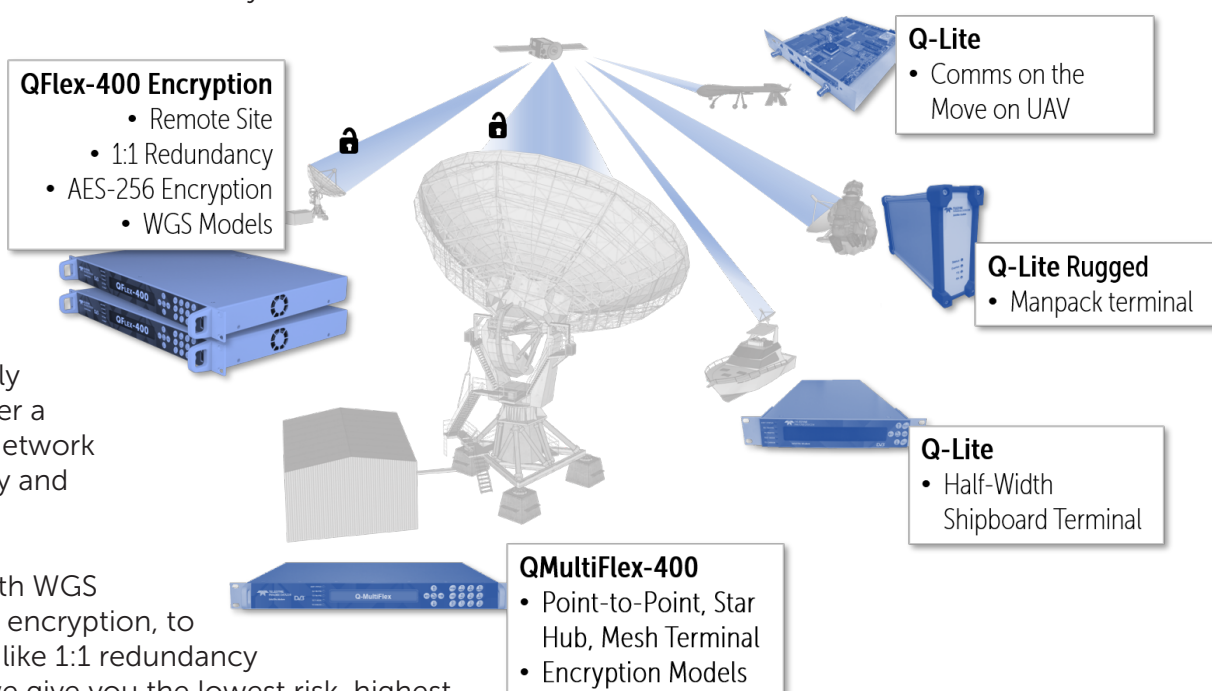 QFlex-400 Encryption
• Remote Site
• 1:1 Redundancy
• AES-256 Encryption
• WGS Models
Q-Lite
• Comms on the
Move on UAV
Q-Lite Rugged
• Manpack terminal
QFLEX-400
QFLEX-400
Q-Lite
• Half-Width
Shipboard Terminal
ly
er a
etwork
y and
th WGS
encryption, to
like 1:1 redundancy
QMultiFlex-400
• Point-to-Point, Star
Hub, Mesh Terminal
• Encryption Models
Q-MultiFlex
DVB